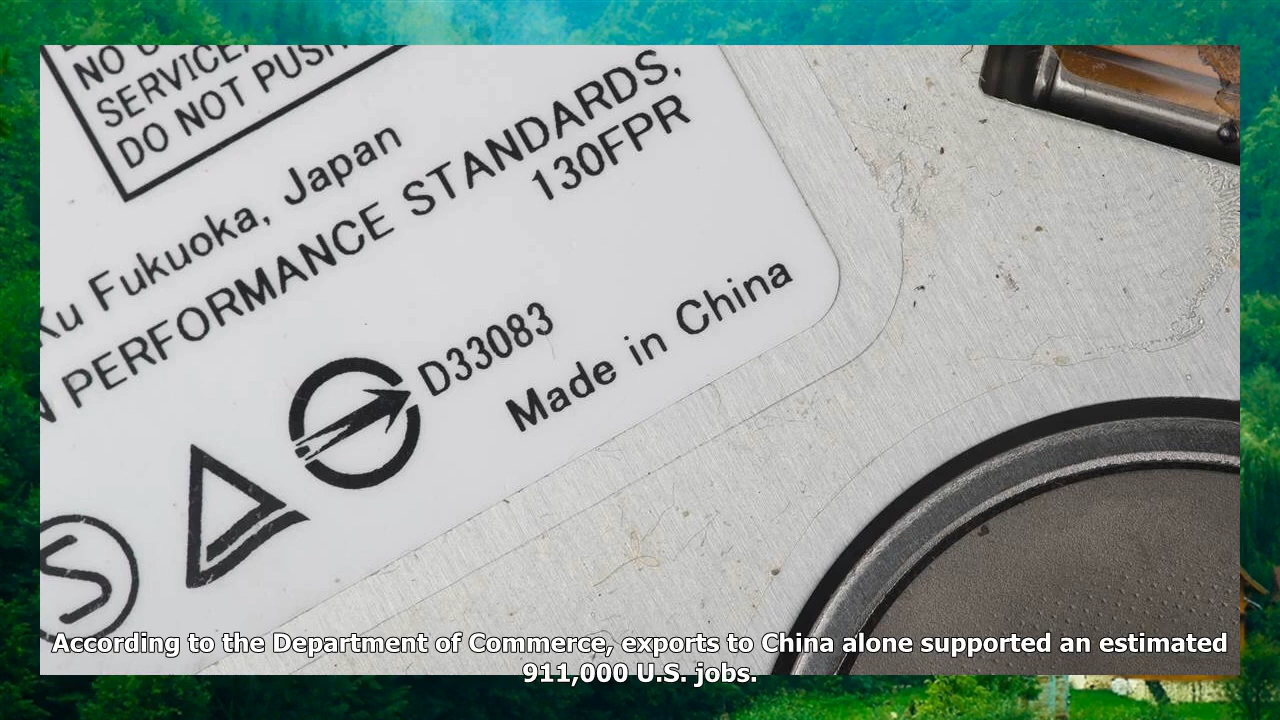 NO
SERVICE
DO NOT PUSH
Ku Fukuoka, Japan
PERFORMANCE STANDARDS,
130FPR
D33083
Made in China
S
According to the Department of Commerce, exports to China alone supported an estimated
911,000 U.S. jobs.